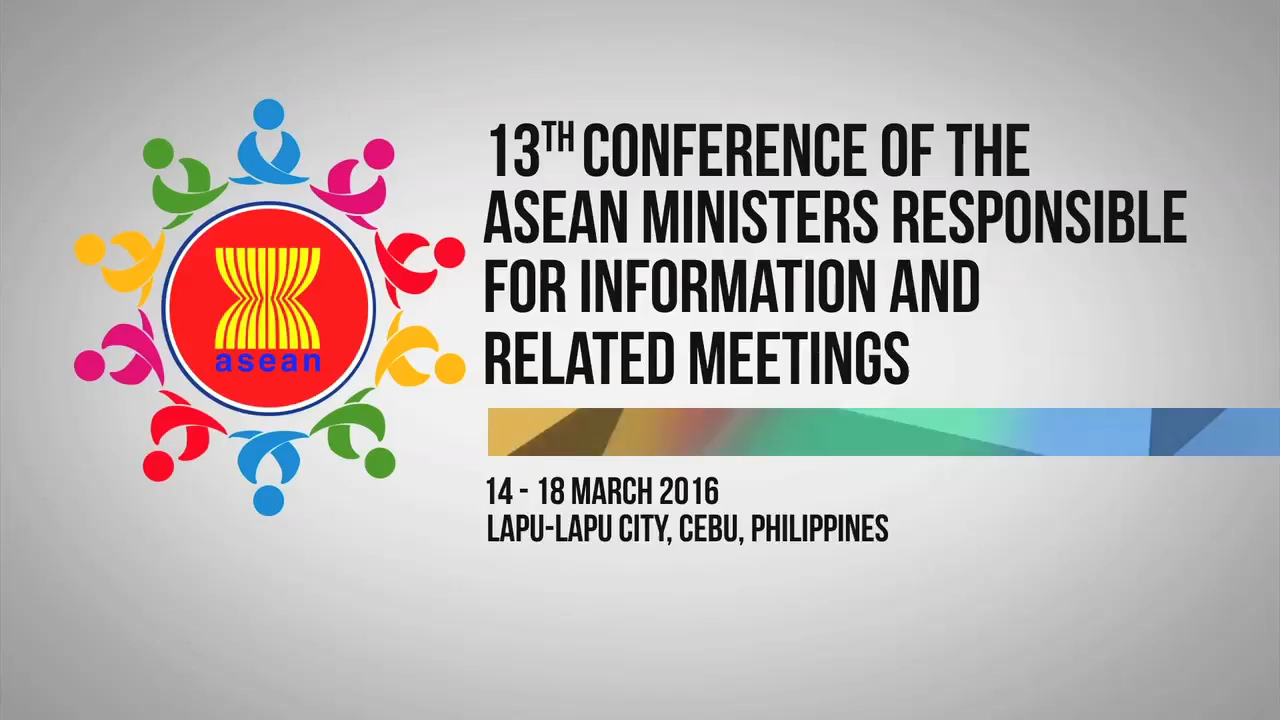 13TH CONFERENCE OF THE
ASEAN MINISTERS RESPONSIBLE
FOR INFORMATION AND
RELATED MEETINGS
asean
14 - 18 MARCH 2016
LAPU-LAPU CITY, CEBU, PHILIPPINES